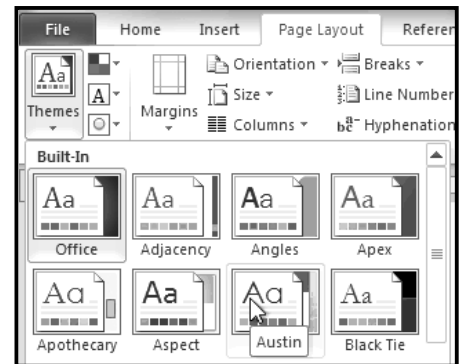 File Home Insert Page Layout Referen
Aa Orientation Breaks
A Size Line Number
Themes Margins Columns Hyphenation
Built-In
Aa Aa Aa Aa
Office Adjacency Angles Apex
Aa Aa Aa Aa
Apothecary Aspect Austin Black Tie